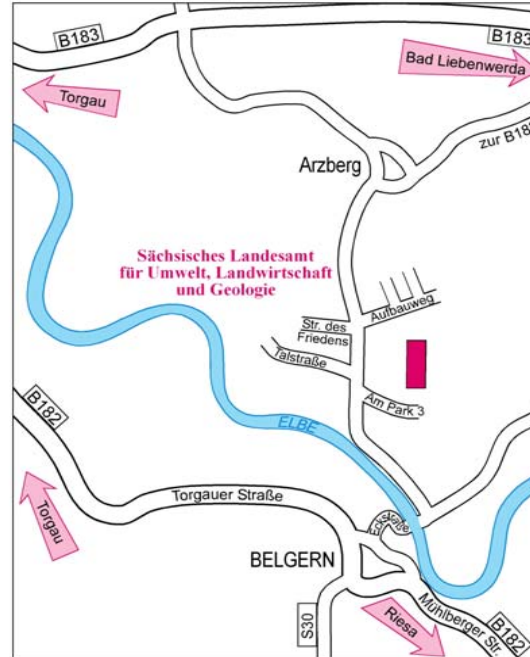 B183
B183
Bad Liebenwerda
Torgau
zur B18
Arzberg
Sächsisches Landesamt
für Umwelt, Landwirtschaft
und Geologie
Aufbauweg
Str. des
Friedens
Talstraße
Am Park 3
B182
ELBE
Torgauer Straße
Torgau
Eckstraße
BELGERN
S30
Riesa
Mühlberger Str.
B182